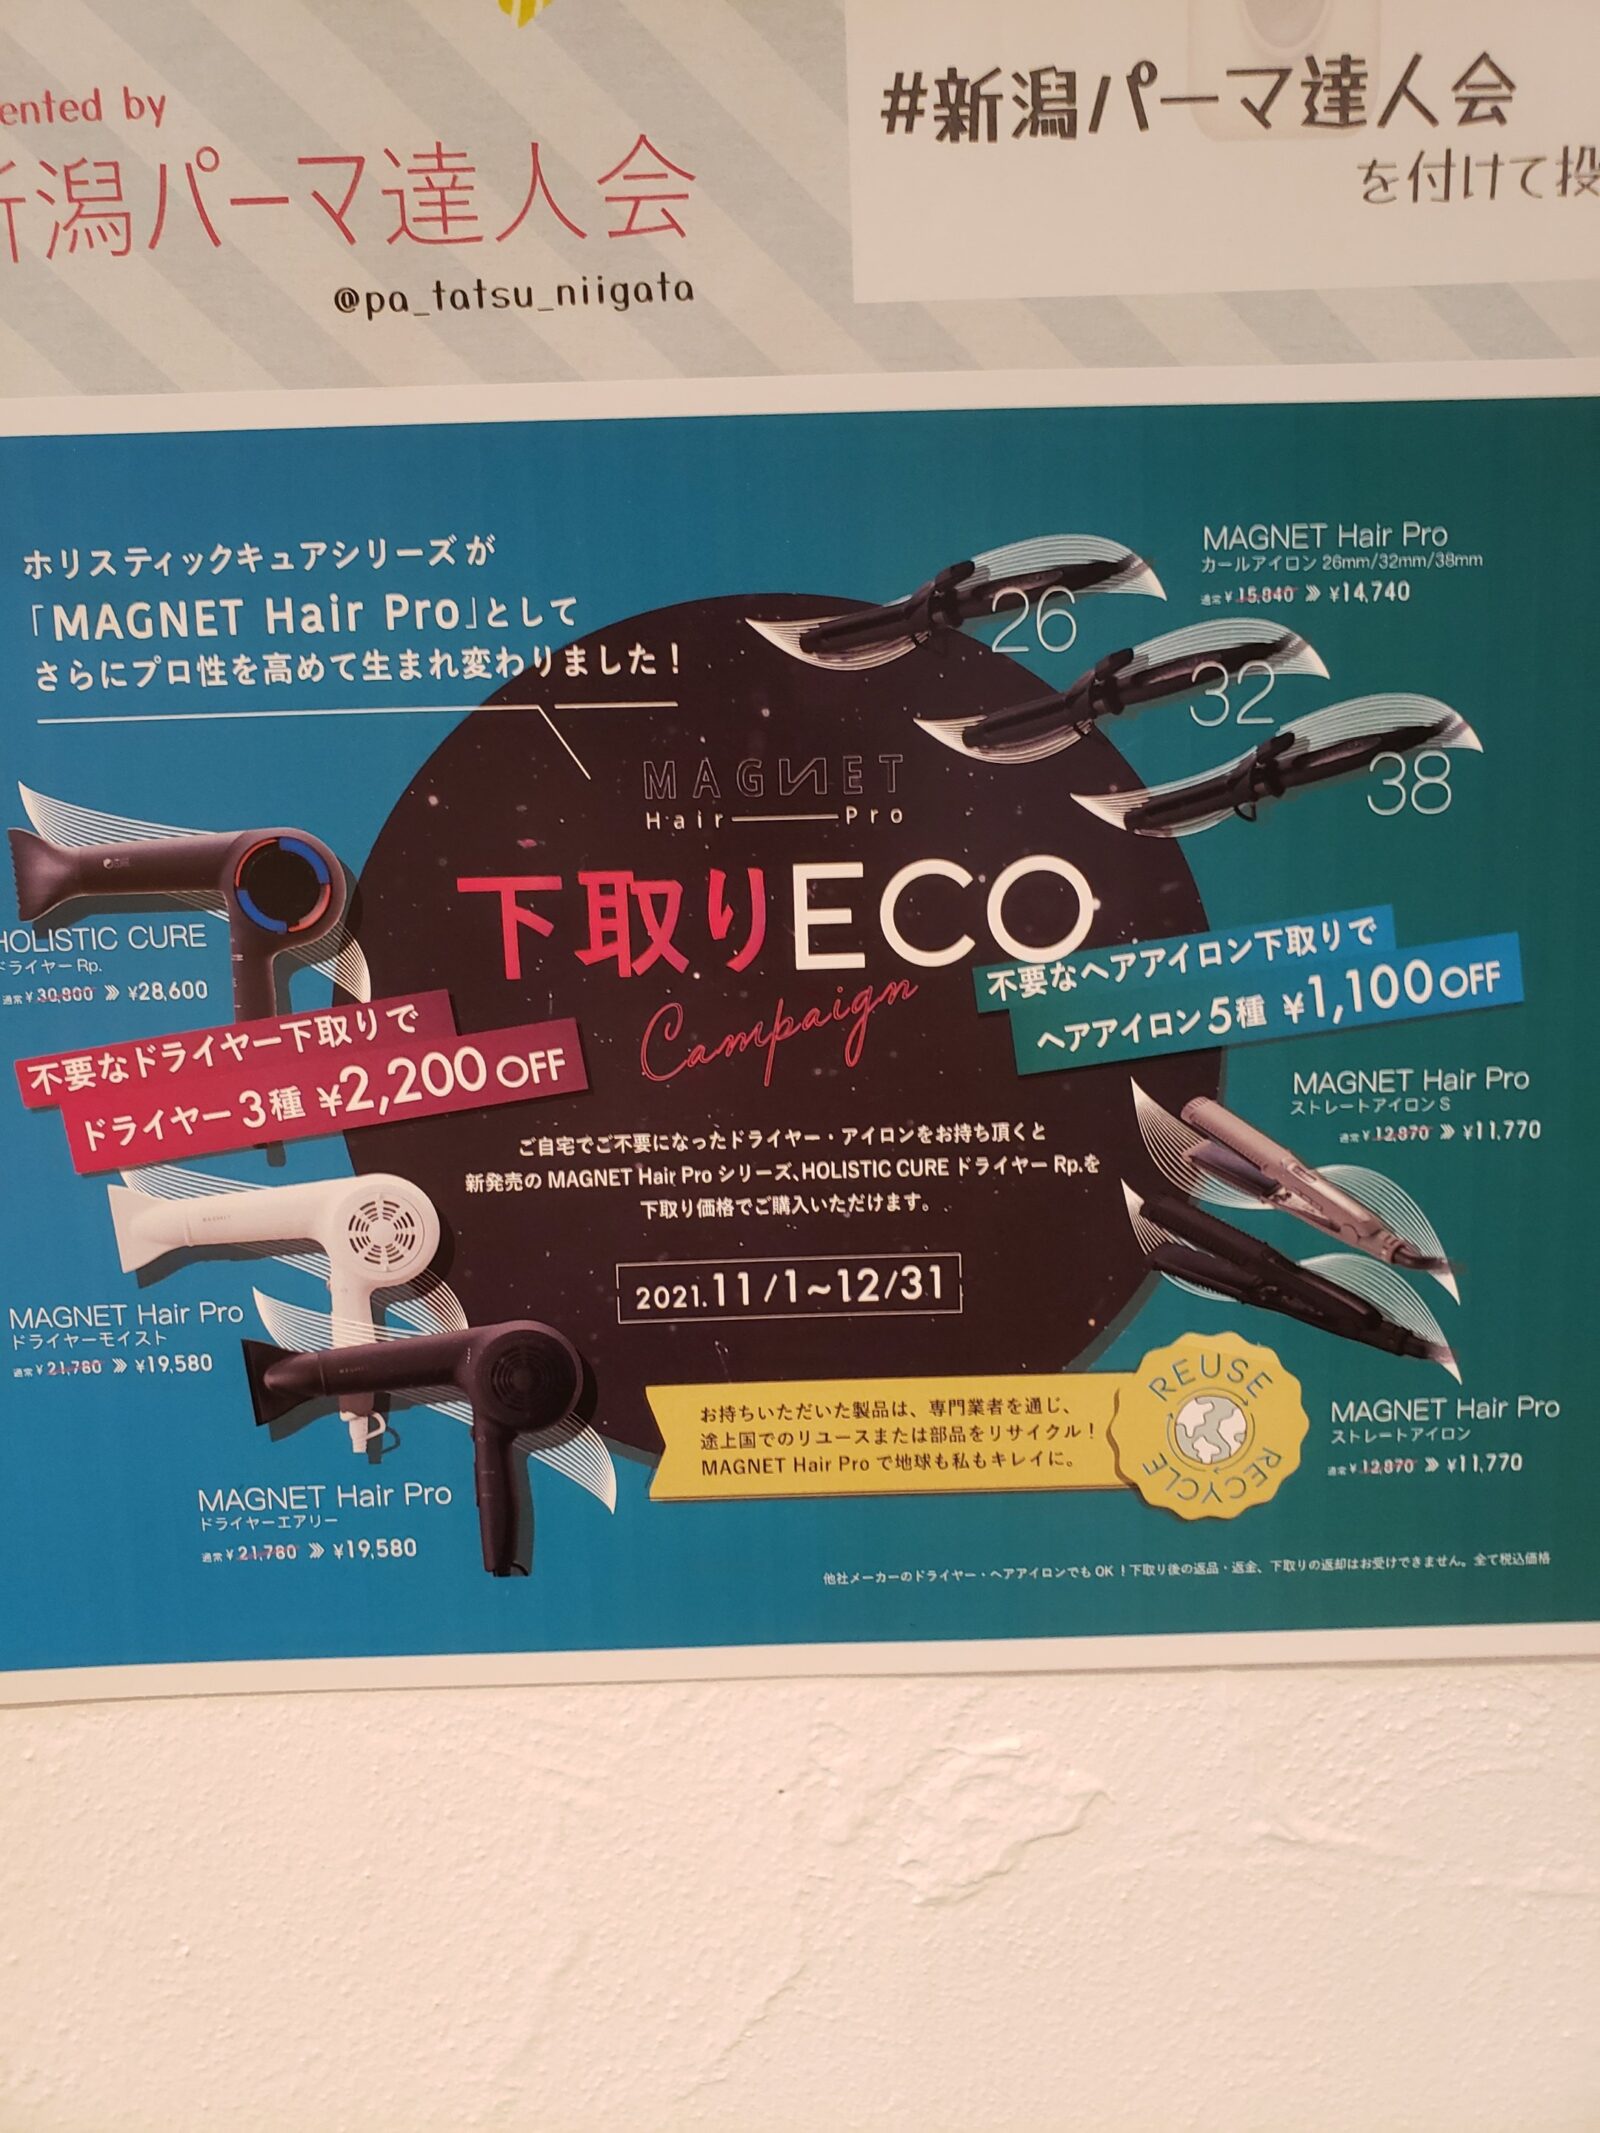 ented by
新潟パーマ達人会
@pa_tatsu_niigata
#新潟パーマ達人会
を付けて投
ホリスティックキュアシリーズが
「MAGNET Hair Pro」として
さらにプロ性を高めて生まれ変わりました！
MAGNET Hair Pro
カールアイロン 26mm/32mm/38mm
通常¥15,840 ⋙ ¥14,740
26
32
38
MAGNET
Hair Pro
下取りECO
Campaign
HOLISTIC CURE
ドライヤー Rp.
通常¥30,800 ⋙ ¥28,600
不要なドライヤー下取りで
ドライヤー3種 ¥2,200OFF
不要なヘアアイロン下取りで
ヘアアイロン5種 ¥1,100OFF
ご自宅でご不要になったドライヤー・アイロンをお持ち頂くと
新発売の MAGNET Hair Pro シリーズ、HOLISTIC CURE ドライヤー Rp.を
下取り価格でご購入いただけます。
2021.11/1~12/31
MAGNET Hair Pro
ストレートアイロンS
通常¥12,870 ⋙ ¥11,770
MAGNET Hair Pro
ドライヤーモイスト
通常¥21,780 ⋙ ¥19,580
MAGNET Hair Pro
ドライヤーエアリー
通常¥21,780 ⋙ ¥19,580
お持ちいただいた製品は、専門業者を通じ、
途上国でのリユースまたは部品をリサイクル！
MAGNET Hair Pro で地球も私もキレイに。
REUSE
RECYCLE
MAGNET Hair Pro
ストレートアイロン
通常¥12,870 ⋙ ¥11,770
他社メーカーのドライヤー・ヘアアイロンでもOK！下取り後の返品・返金、下取りの返却はお受けできません。全て税込価格